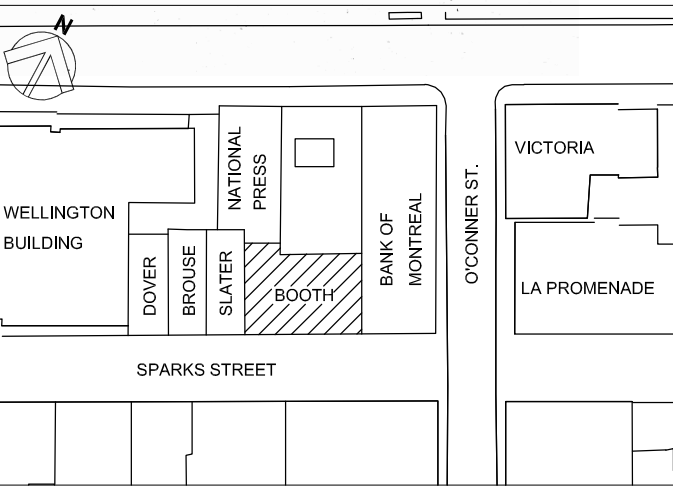 N
NATIONAL
PRESS
VICTORIA
WELLINGTON
BUILDING
DOVER
BROUSE
SLATER
BOOTH
BANK OF
MONTREAL
O'CONNER ST.
LA PROMENADE
SPARKS STREET